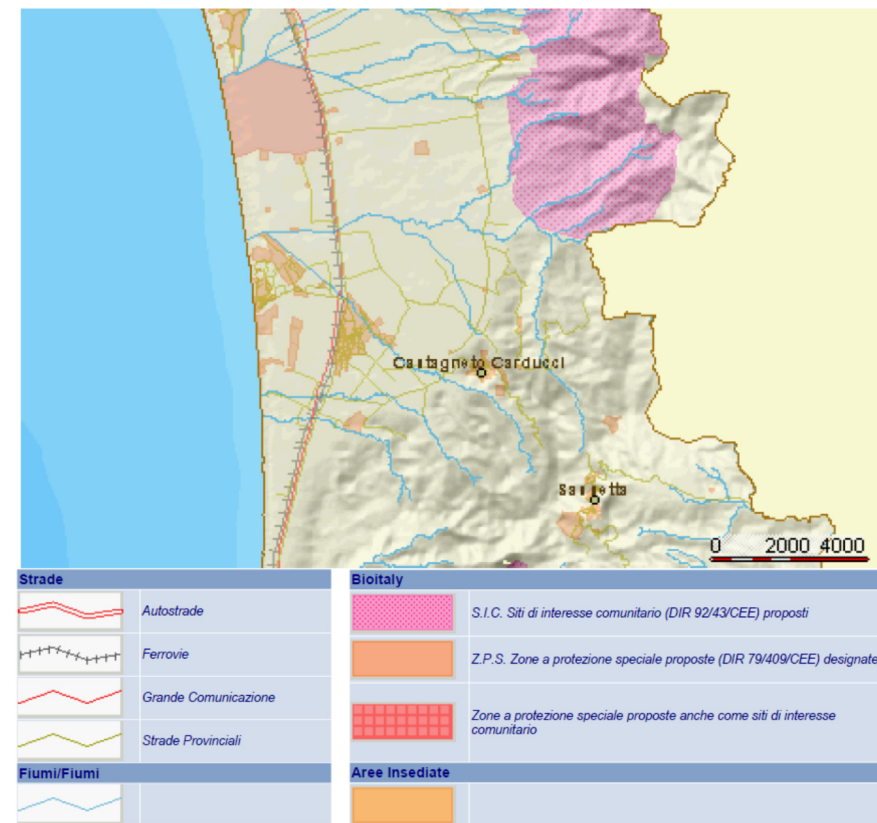 Castagneto Carducci
Sassetta
0 2000 4000
Strade
Autostrade
Ferrovie
Grande Comunicazione
Strade Provinciali
Fiumi/Fiumi
Bioitaly
S.I.C. Siti di interesse comunitario (DIR 92/43/CEE) proposti
Z.P.S. Zone a protezione speciale proposte (DIR 79/409/CEE) designate
Zone a protezione speciale proposte anche come siti di interesse
comunitario
Aree Insediate